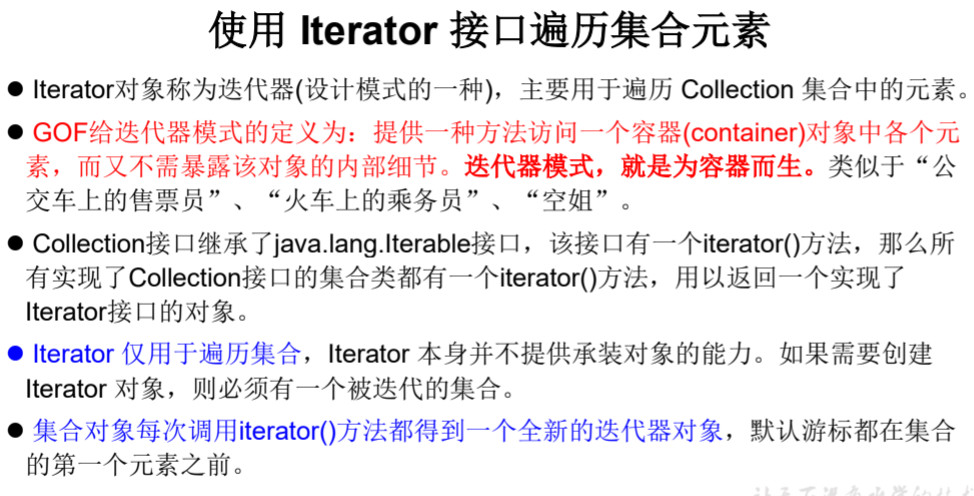 使用 Iterator 接口遍历集合元素
● Iterator对象称为迭代器(设计模式的一种)，主要用于遍历 Collection 集合中的元素。
● GOF给迭代器模式的定义为：提供一种方法访问一个容器(container)对象中各个元
素，而又不需暴露该对象的内部细节。迭代器模式，就是为容器而生。类似于“公
交车上的售票员”、“火车上的乘务员”、“空姐”。
● Collection接口继承了java.lang.Iterable接口，该接口有一个iterator()方法，那么所
有实现了Collection接口的集合类都有一个iterator()方法，用以返回一个实现了
Iterator接口的对象。
● Iterator 仅用于遍历集合，Iterator 本身并不提供承装对象的能力。如果需要创建
Iterator 对象，则必须有一个被迭代的集合。
● 集合对象每次调用iterator()方法都得到一个全新的迭代器对象，默认游标都在集合
的第一个元素之前。